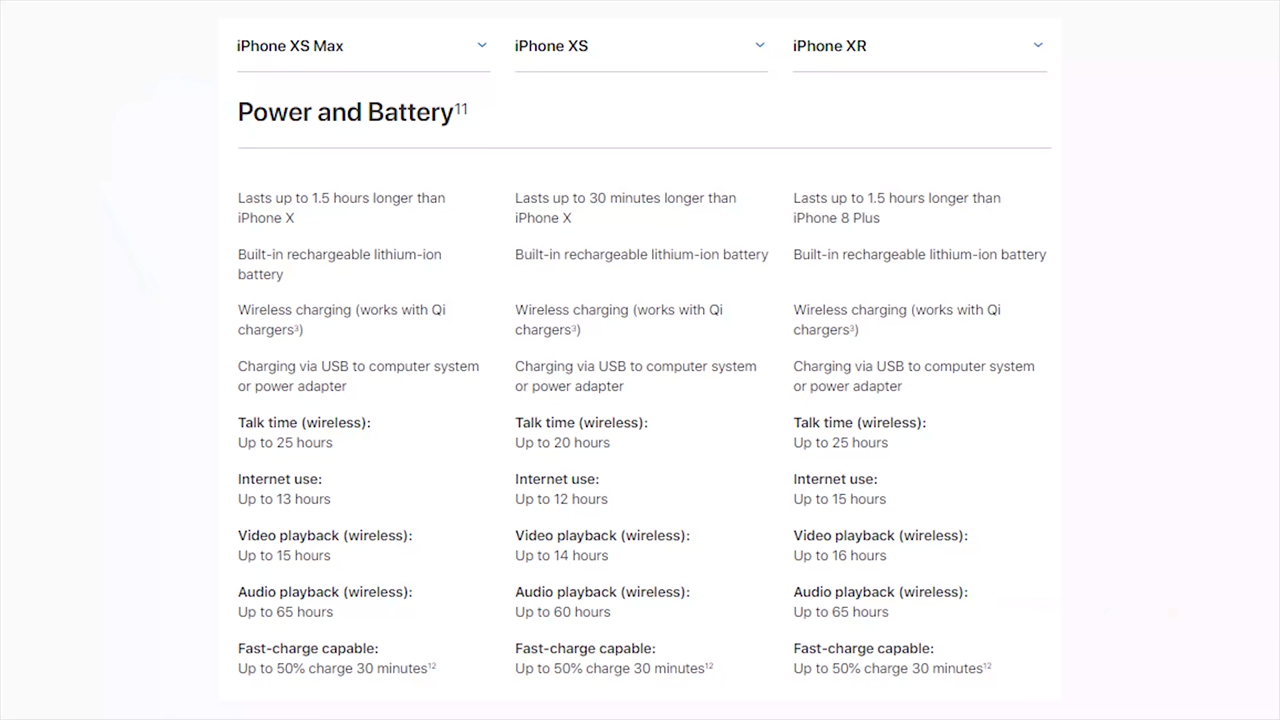 iPhone XS Max
iPhone XS
iPhone XR
Power and Battery¹¹
Lasts up to 1.5 hours longer than
iPhone X
Lasts up to 30 minutes longer than
iPhone X
Lasts up to 1.5 hours longer than
iPhone 8 Plus
Built-in rechargeable lithium-ion
battery
Built-in rechargeable lithium-ion battery
Built-in rechargeable lithium-ion battery
Wireless charging (works with Qi
chargers³)
Wireless charging (works with Qi
chargers³)
Wireless charging (works with Qi
chargers³)
Charging via USB to computer system
or power adapter
Charging via USB to computer system
or power adapter
Charging via USB to computer system
or power adapter
Talk time (wireless):
Up to 25 hours
Talk time (wireless):
Up to 20 hours
Talk time (wireless):
Up to 25 hours
Internet use:
Up to 13 hours
Internet use:
Up to 12 hours
Internet use:
Up to 15 hours
Video playback (wireless):
Up to 15 hours
Video playback (wireless):
Up to 14 hours
Video playback (wireless):
Up to 16 hours
Audio playback (wireless):
Up to 65 hours
Audio playback (wireless):
Up to 60 hours
Audio playback (wireless):
Up to 65 hours
Fast-charge capable:
Up to 50% charge 30 minutes¹²
Fast-charge capable:
Up to 50% charge 30 minutes¹²
Fast-charge capable:
Up to 50% charge 30 minutes¹²